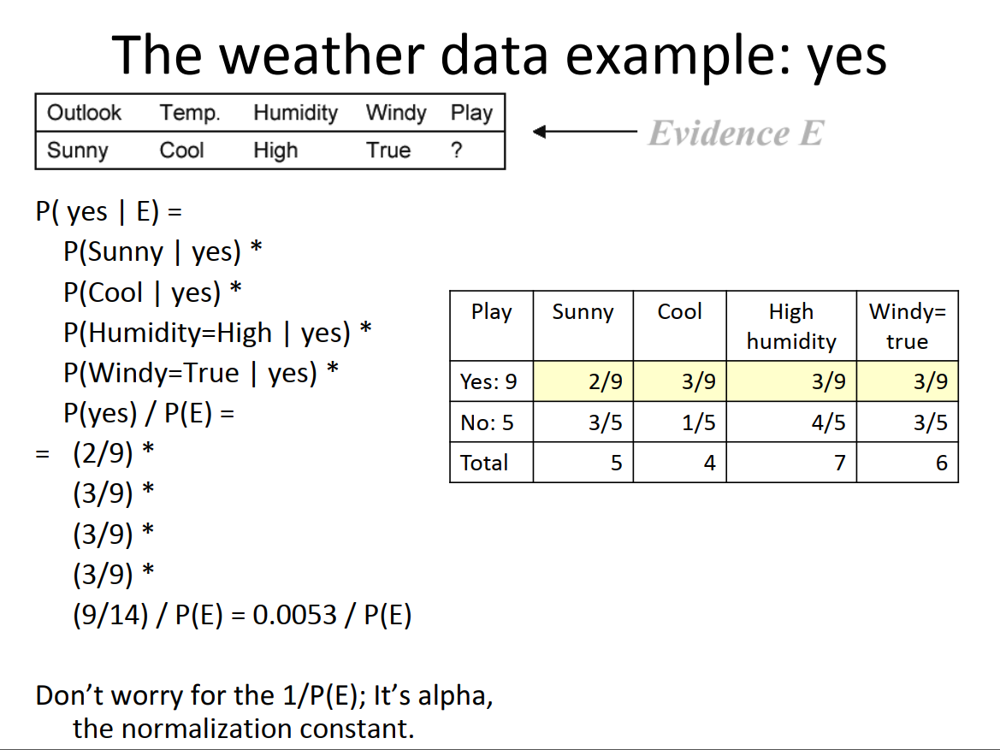 The weather data example: yes
Outlook Temp. Humidity Windy Play
Sunny Cool High True ?
Evidence E
P( yes | E) =
P(Sunny | yes) *
P(Cool | yes) *
P(Humidity=High | yes) *
P(Windy=True | yes) *
P(yes) / P(E) =
= (2/9) *
(3/9) *
(3/9) *
(3/9) *
(9/14) / P(E) = 0.0053 / P(E)
Don’t worry for the 1/P(E); It’s alpha,
the normalization constant.
Play Sunny Cool High Windy=
humidity true
Yes: 9 2/9 3/9 3/9 3/9
No: 5 3/5 1/5 4/5 3/5
Total 5 4 7 6